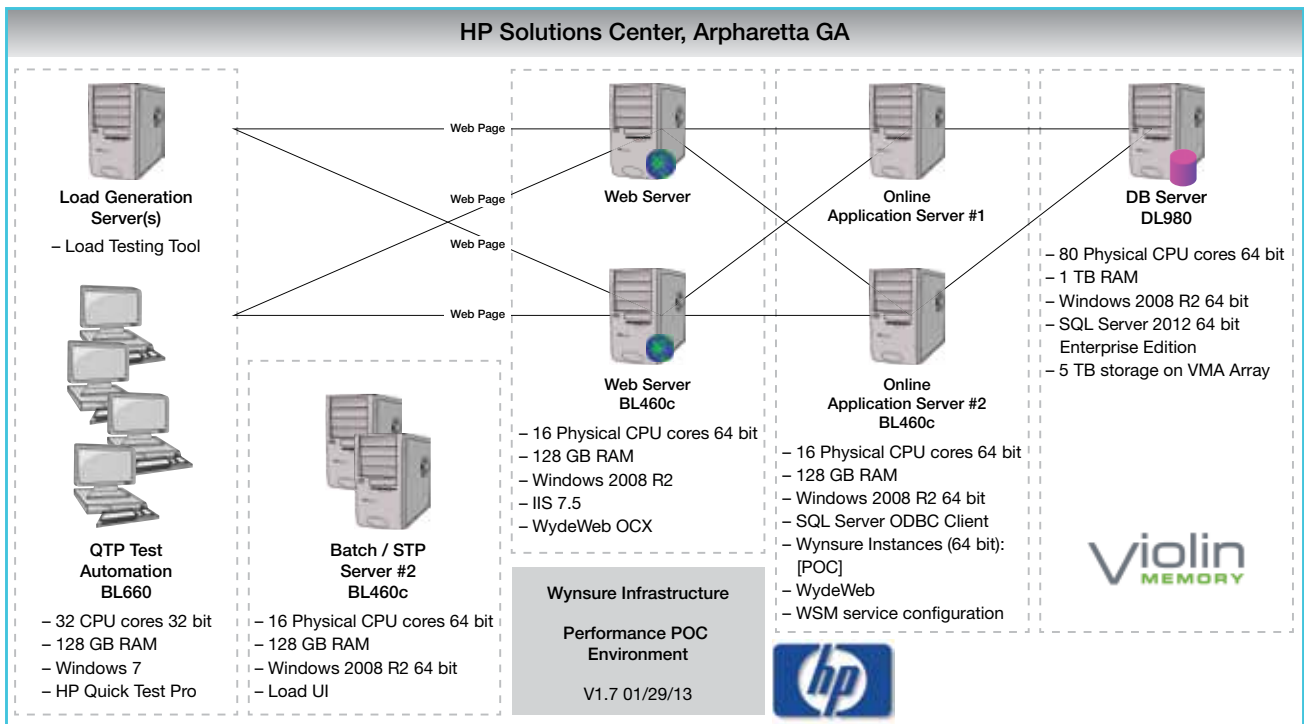 HP Solutions Center, Arpharetta GA
Load Generation
Server(s)
– Load Testing Tool
QTP Test
Automation
BL660
– 32 CPU cores 32 bit
– 128 GB RAM
– Windows 7
– HP Quick Test Pro
Batch / STP
Server #2
BL460c
– 16 Physical CPU cores 64 bit
– 128 GB RAM
– Windows 2008 R2 64 bit
– Load UI
Web Page
Web Page
Web Page
Web Page
Web Server
Web Server
BL460c
– 16 Physical CPU cores 64 bit
– 128 GB RAM
– Windows 2008 R2
– IIS 7.5
– WydeWeb OCX
Wynsure Infrastructure
Performance POC
Environment
V1.7 01/29/13
Online
Application Server #1
Online
Application Server #2
BL460c
– 16 Physical CPU cores 64 bit
– 128 GB RAM
– Windows 2008 R2 64 bit
– SQL Server ODBC Client
– Wynsure Instances (64 bit):
[POC]
– WydeWeb
– WSM service configuration
hp
DB Server
DL980
– 80 Physical CPU cores 64 bit
– 1 TB RAM
– Windows 2008 R2 64 bit
– SQL Server 2012 64 bit
Enterprise Edition
– 5 TB storage on VMA Array
Violin
MEMORY